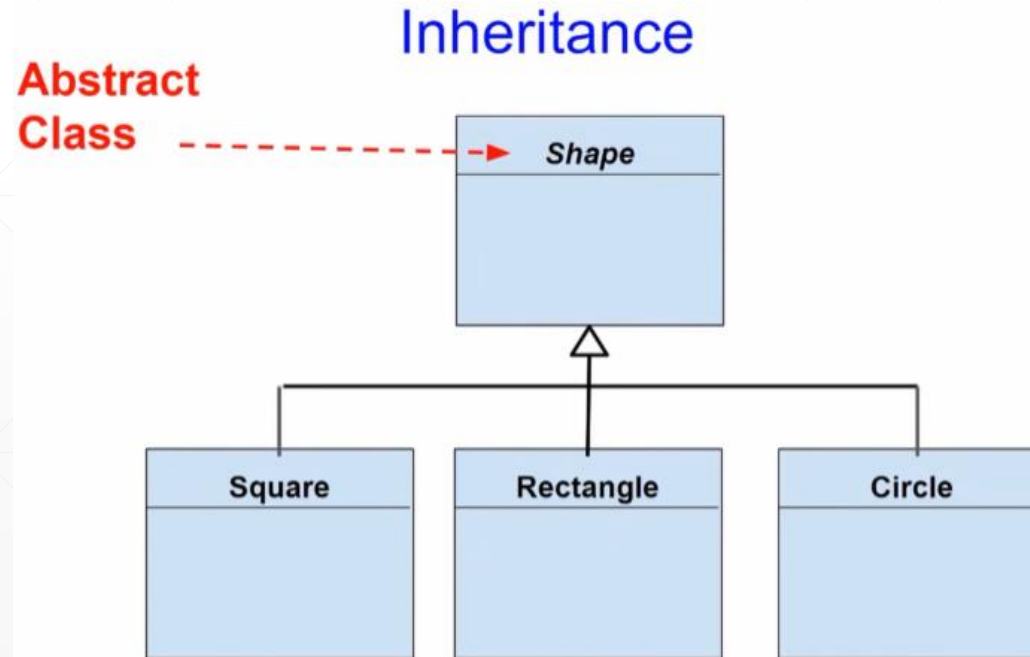 Inheritance
Abstract
Class
Shape
Square
Rectangle
Circle